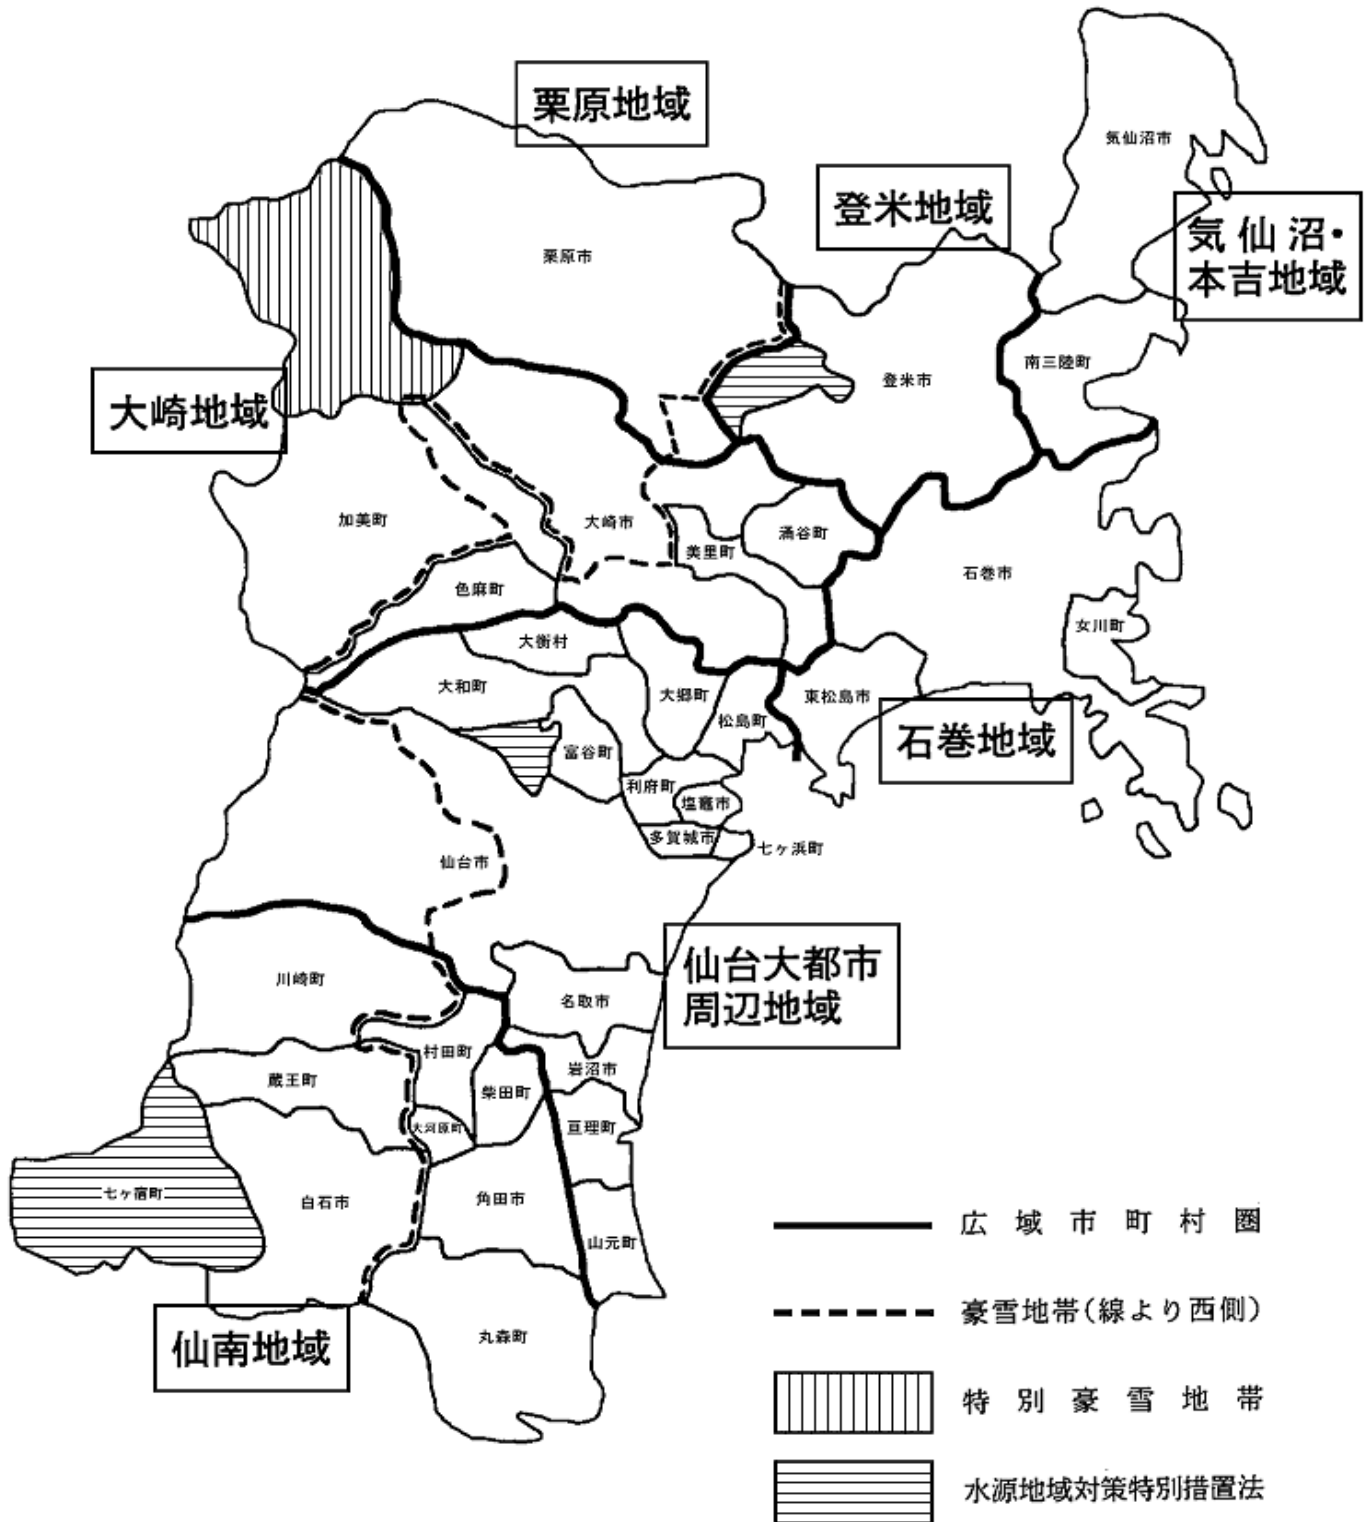 栗原地域
気仙沼市
登米地域
気仙沼・
本吉地域
栗原市
南三陸町
登米市
大崎地域
加美町
大崎市
涌谷町
美里町
石巻市
色麻町
女川町
大衡村
大和町
大郷町
東松島市
松島町
石巻地域
富谷町
利府町
塩竈市
多賀城市
七ヶ浜町
仙台市
仙台大都市
周辺地域
川崎町
名取市
村田町
岩沼市
蔵王町
柴田町
大河原町
亘理町
七ヶ宿町
白石市
角田市
山元町
仙南地域
丸森町
広域市町村圏
豪雪地帯(線より西側)
特別豪雪地帯
水源地域対策特別措置法